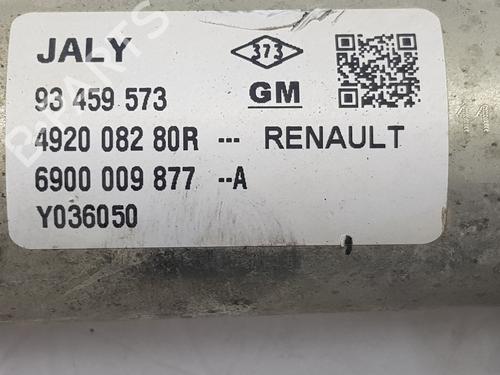 JALY
373
93 459 573
GM
4920 082 80R --- RENAULT
6900 009 877 --A
Y036050